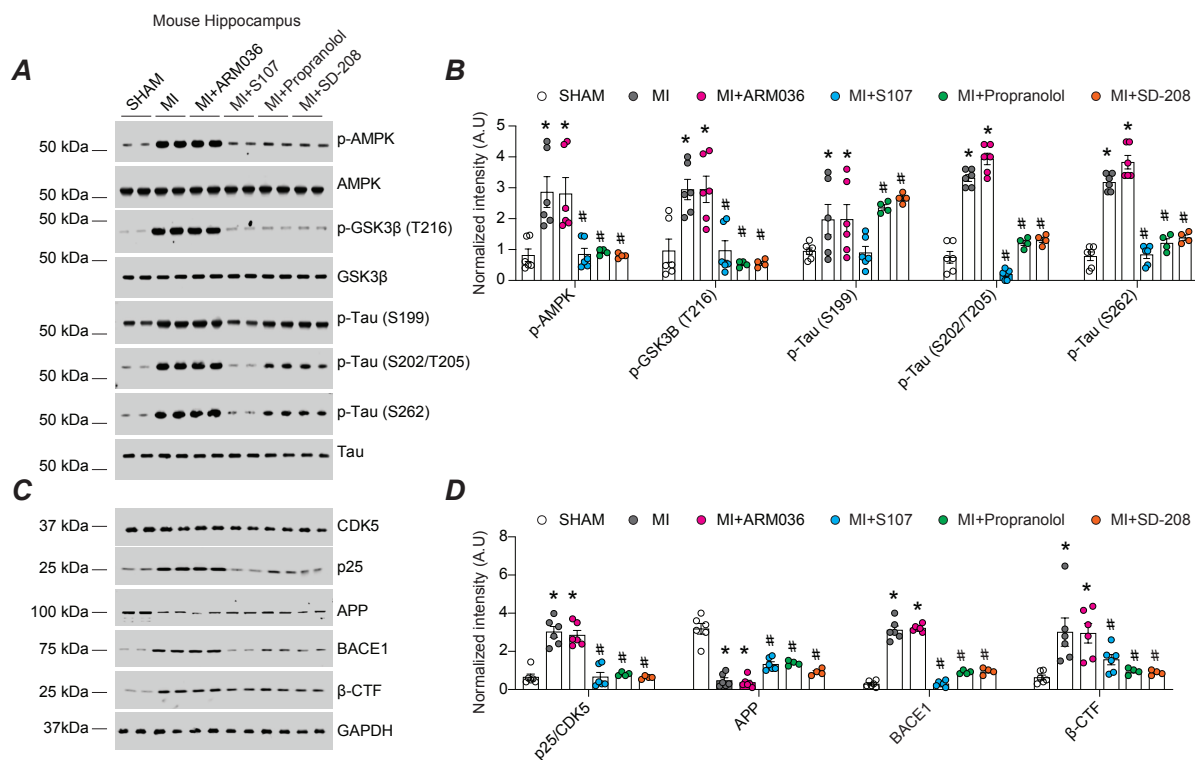 Mouse Hippocampus
A
SHAM
MI
MI+ARM036
MI+S107
MI+Propranolol
MI+SD-208
50 kDa
p-AMPK
50 kDa
AMPK
50 kDa
p-GSK3β (T216)
50 kDa
GSK3β
50 kDa
p-Tau (S199)
50 kDa
p-Tau (S202/T205)
50 kDa
p-Tau (S262)
50 kDa
Tau
B
SHAM MI MI+ARM036 MI+S107 MI+Propranolol MI+SD-208
Normalized intensity (A.U)
5
4
3
2
1
0
* * # # #
* * # # #
* * # #
* * # # #
* * # # #
p-AMPK
p-GSK3B (T216)
p-Tau (S199)
p-Tau (S202/T205)
p-Tau (S262)
C
37 kDa
CDK5
25 kDa
p25
100 kDa
APP
75 kDa
BACE1
25 kDa
β-CTF
37kDa
GAPDH
D
SHAM MI MI+ARM036 MI+S107 MI+Propranolol MI+SD-208
Normalized intensity (A.U)
8
6
4
2
0
* * # # #
* * # # #
* * # # #
* * # # #
p25/CDK5
APP
BACE1
β-CTF